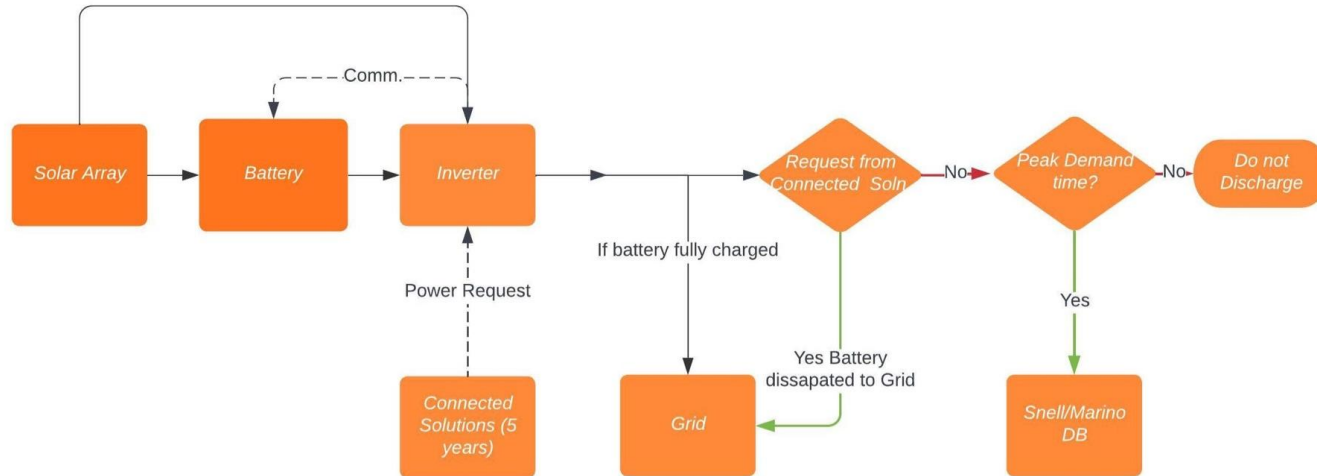 Comm.
Solar Array
Battery
Inverter
Request from
Connected Soln
No
Peak Demand
time?
No
Do not
Discharge
If battery fully charged
Power Request
Yes
Yes Battery
dissapated to Grid
Connected
Solutions (5
years)
Grid
Snell/Marino
DB